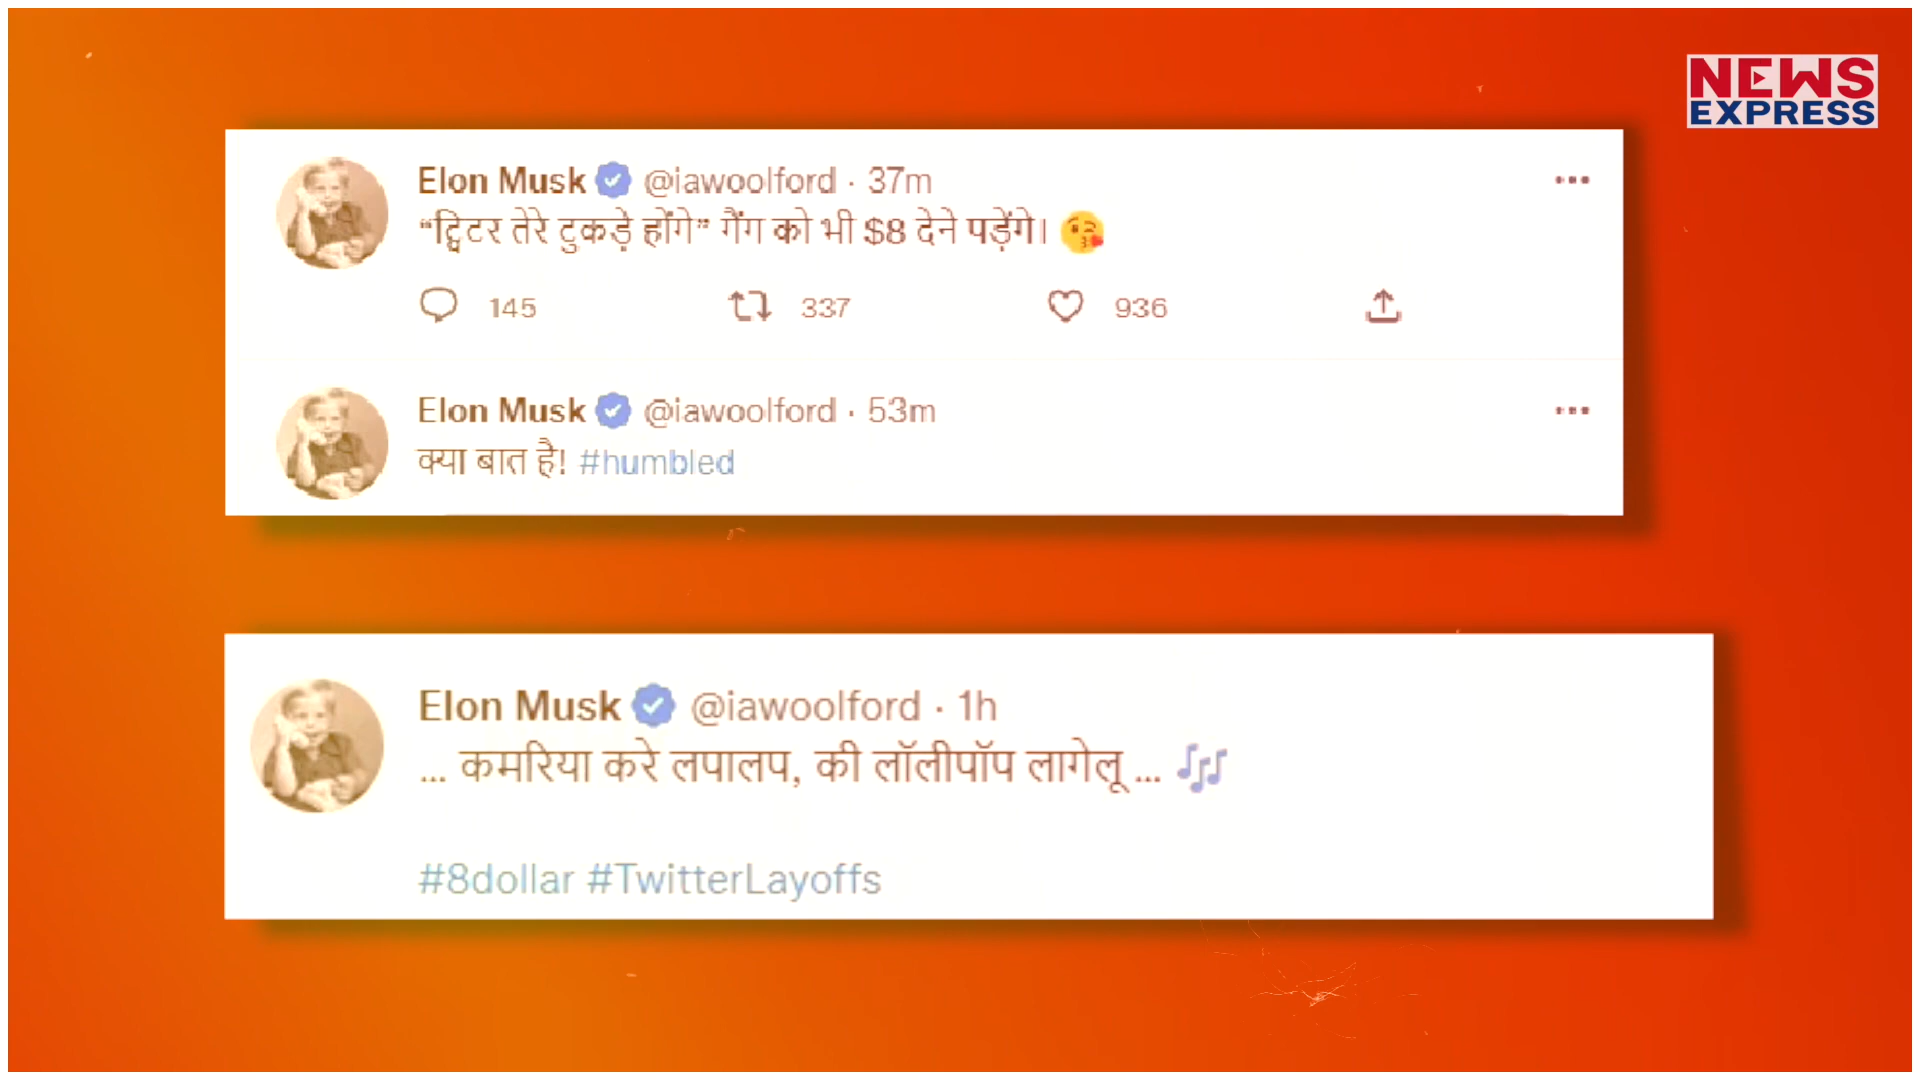 NEWS
EXPRESS
Elon Musk @iawoolford · 37m
“ट्विटर तेरे टुकड़े होंगे” गैंग को भी $8 देने पड़ेंगे। 😘
145 337 936
Elon Musk @iawoolford · 53m
क्या बात है! #humbled
Elon Musk @iawoolford · 1h
... कमरिया करे लपालप, की लॉलीपॉप लागेलू ... 🎶
#8dollar #TwitterLayoffs